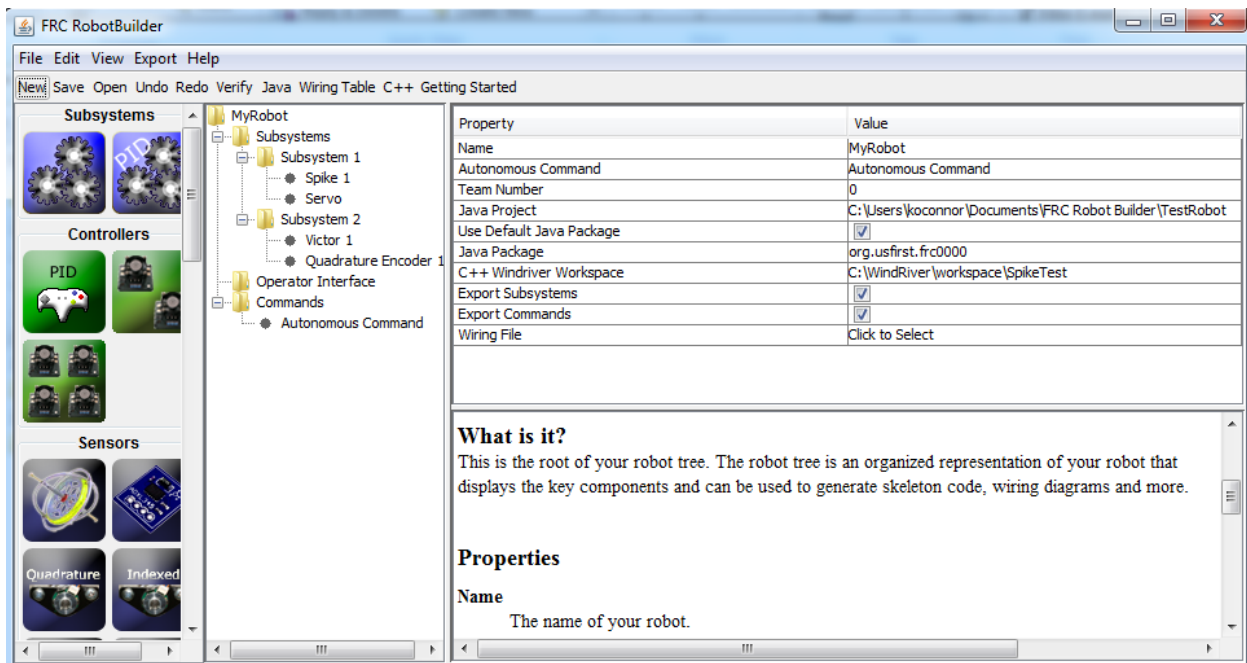 FRC RobotBuilder
File Edit View Export Help
New Save Open Undo Redo Verify Java Wiring Table C++ Getting Started
Subsystems
PID
Controllers
PID
Sensors
Quadrature
Indexed
MyRobot
Subsystems
Subsystem 1
Spike 1
Servo
Subsystem 2
Victor 1
Quadrature Encoder 1
Operator Interface
Commands
Autonomous Command
Property Value
Name MyRobot
Autonomous Command Autonomous Command
Team Number 0
Java Project C:\Users\koconnor\Documents\FRC Robot Builder\TestRobot
Use Default Java Package
Java Package org.usfirst.frc0000
C++ Windriver Workspace C:\WindRiver\workspace\SpikeTest
Export Subsystems
Export Commands
Wiring File Click to Select
What is it?
This is the root of your robot tree. The robot tree is an organized representation of your robot that
displays the key components and can be used to generate skeleton code, wiring diagrams and more.
Properties
Name
The name of your robot.